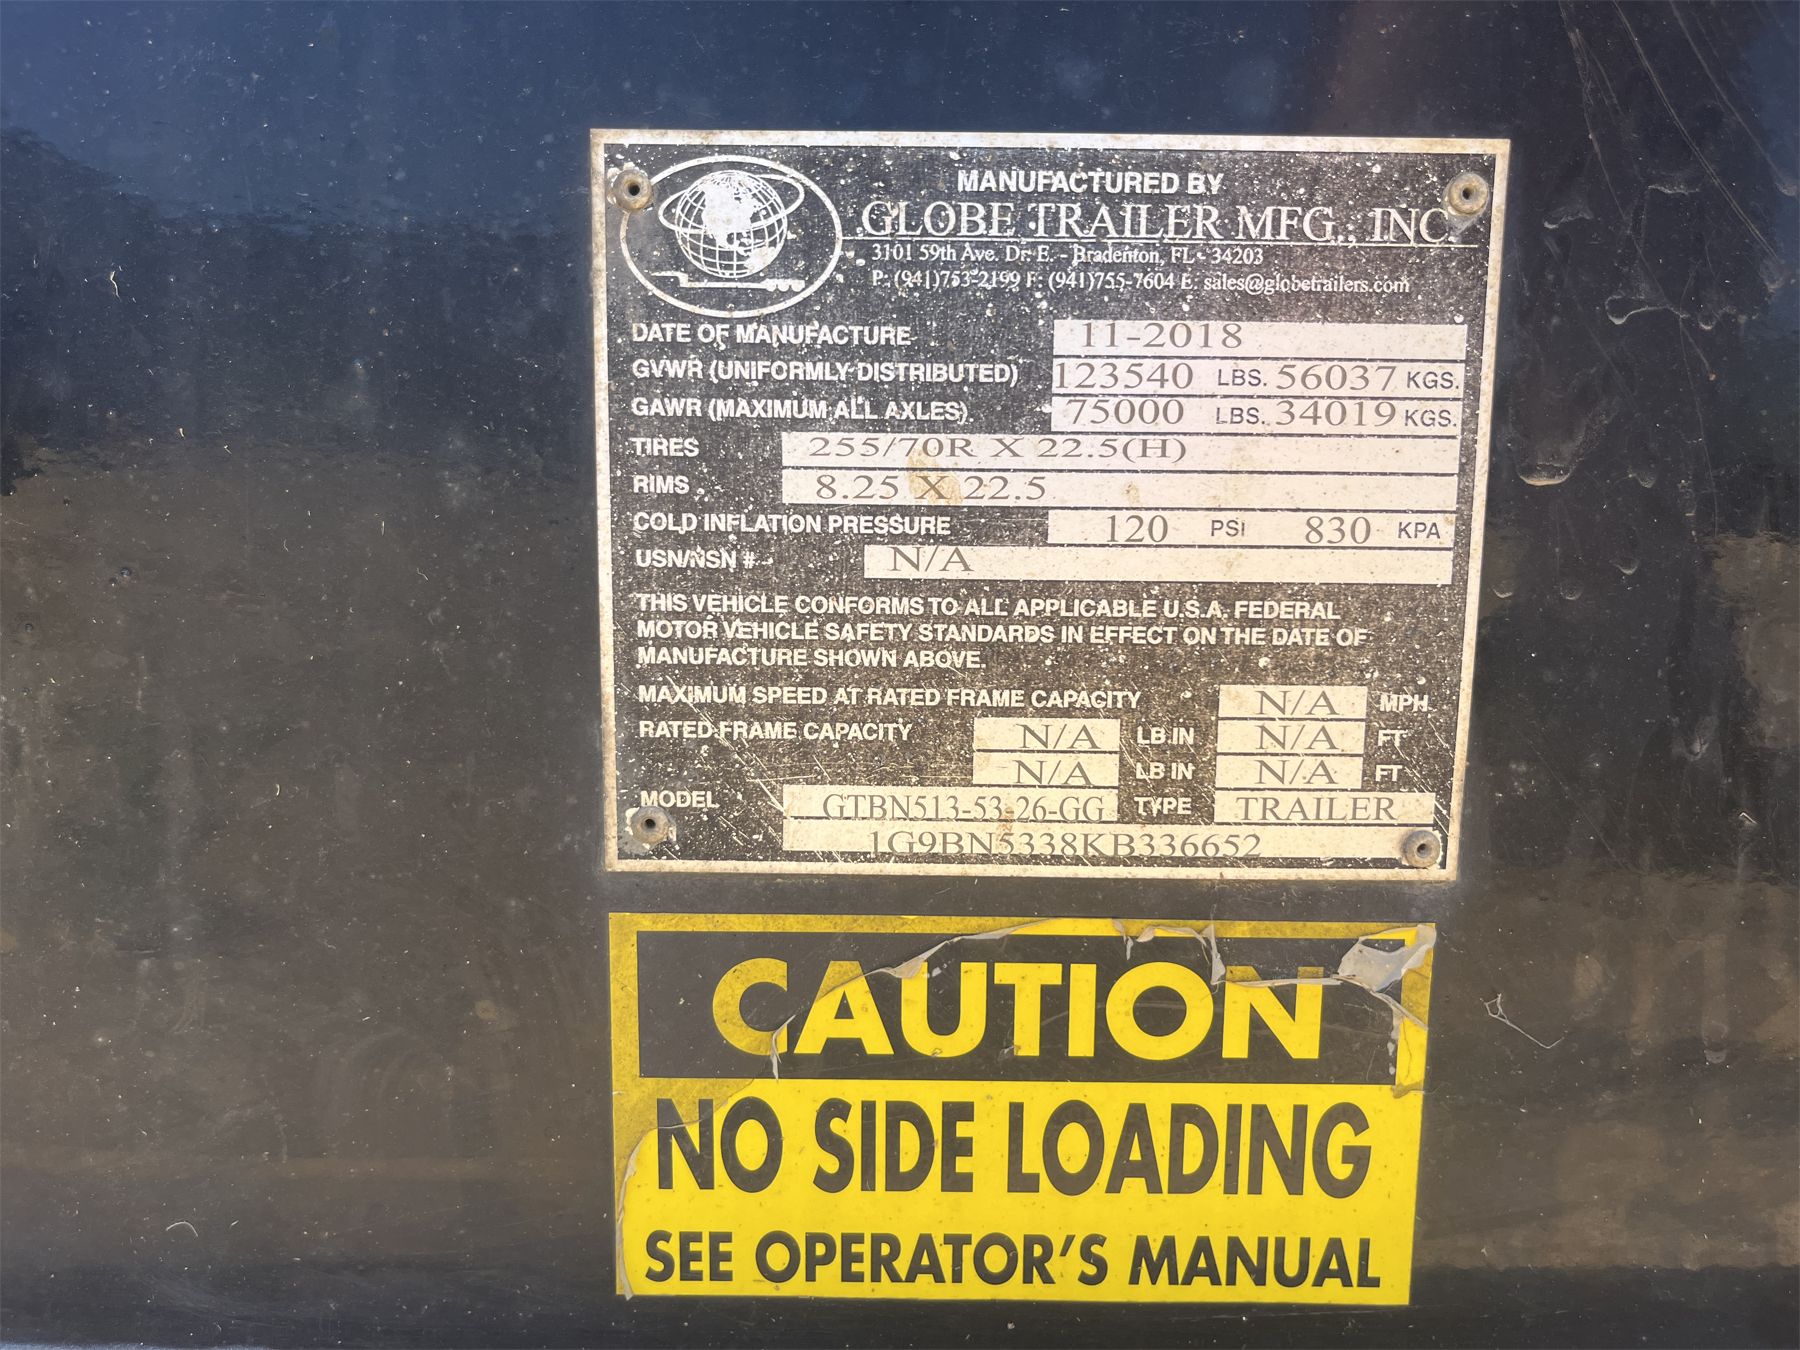 MANUFACTURED BY
GLOBE TRAILER MFG., INC.
3101 59th Ave. Dr. E. - Bradenton, FL - 34203
P: (941)753-2199 F: (941)755-7604 E: sales@globetrailers.com
DATE OF MANUFACTURE 11-2018
GVWR (UNIFORMLY DISTRIBUTED) 123540 LBS. 56037 KGS.
GAWR (MAXIMUM ALL AXLES) 75000 LBS. 34019 KGS.
TIRES 255/70R X 22.5(H)
RIMS 8.25 X 22.5
COLD INFLATION PRESSURE 120 PSI 830 KPA
USN/NSN # N/A
THIS VEHICLE CONFORMS TO ALL APPLICABLE U.S.A. FEDERAL
MOTOR VEHICLE SAFETY STANDARDS IN EFFECT ON THE DATE OF
MANUFACTURE SHOWN ABOVE.
MAXIMUM SPEED AT RATED FRAME CAPACITY N/A MPH
RATED FRAME CAPACITY N/A LB IN N/A FT
N/A LB IN N/A FT
MODEL GTBN513-53-26-GG TYPE TRAILER
1G9BN5338KB336652
CAUTION
NO SIDE LOADING
SEE OPERATOR'S MANUAL